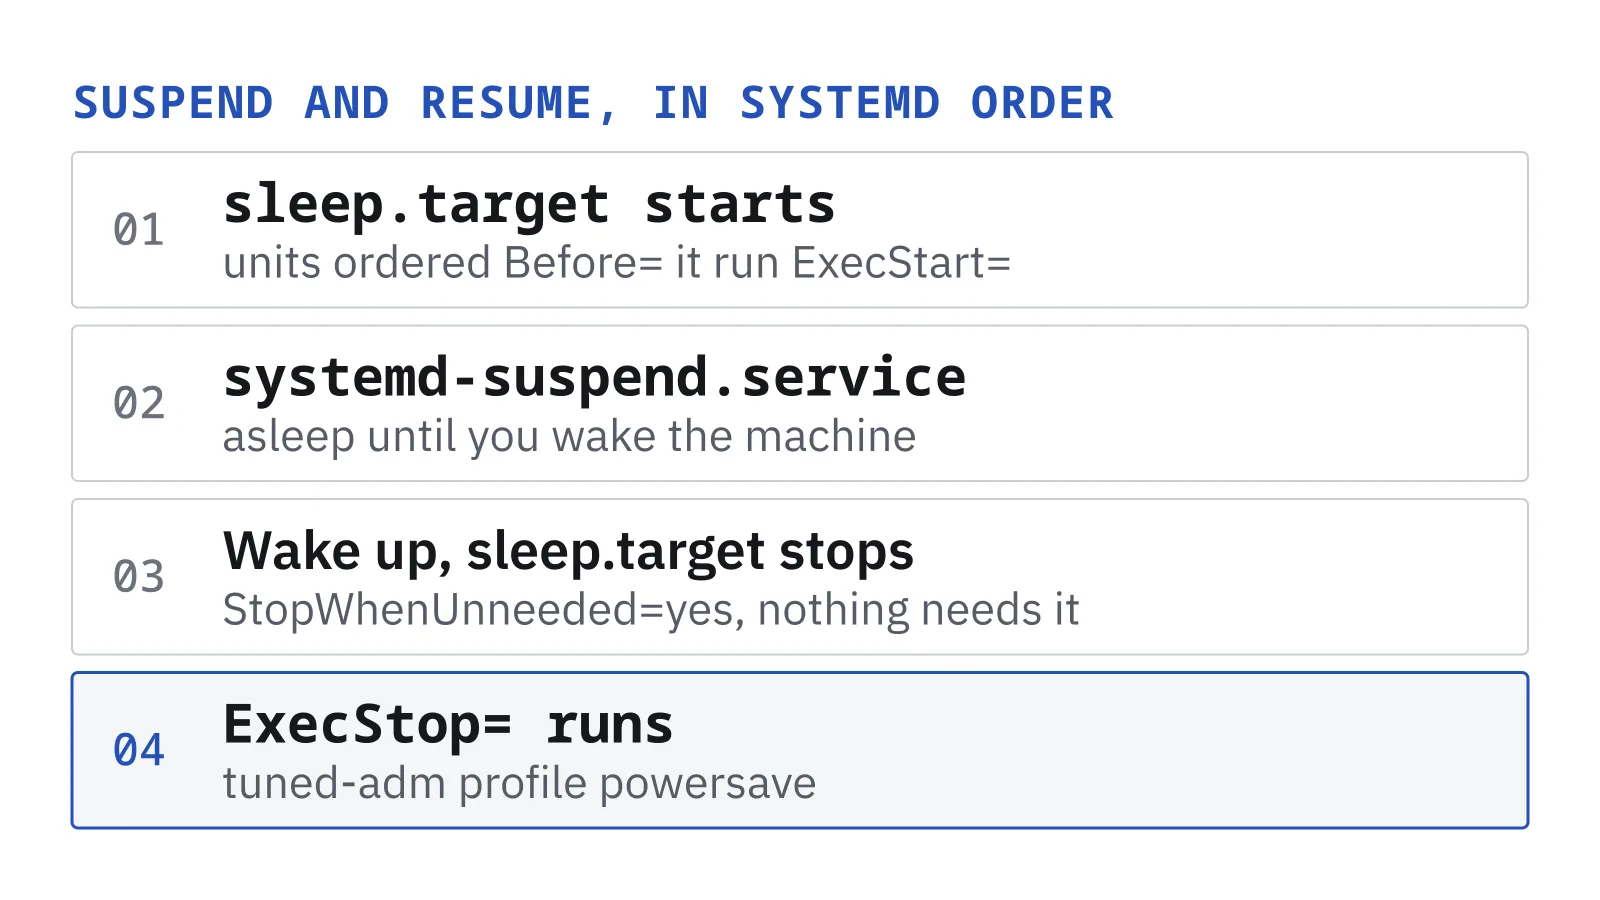 SUSPEND AND RESUME, IN SYSTEMD ORDER
01
sleep.target starts
units ordered Before= it run ExecStart=
02
systemd-suspend.service
asleep until you wake the machine
03
Wake up, sleep.target stops
StopWhenUnneeded=yes, nothing needs it
04
ExecStop= runs
tuned-adm profile powersave